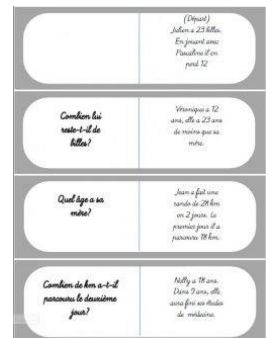 (Départ)
Julien a 23 billes.
En jouant avec
Pascaline il en
perd 12
Combien lui
reste-t-il de
billes?
Véronique a 12
ans, elle a 23 ans
de moins que sa
mère.
Quel âge a sa
mère?
Jean a fait une
rando de 28 km
en 2 jours. Le
premier jour il a
parcouru 18 km.
Combien de km a-t-il
parcouru le deuxième
jour?
Nelly a 18 ans.
Dans 9 ans, elle
aura fini ses études
de médecine.